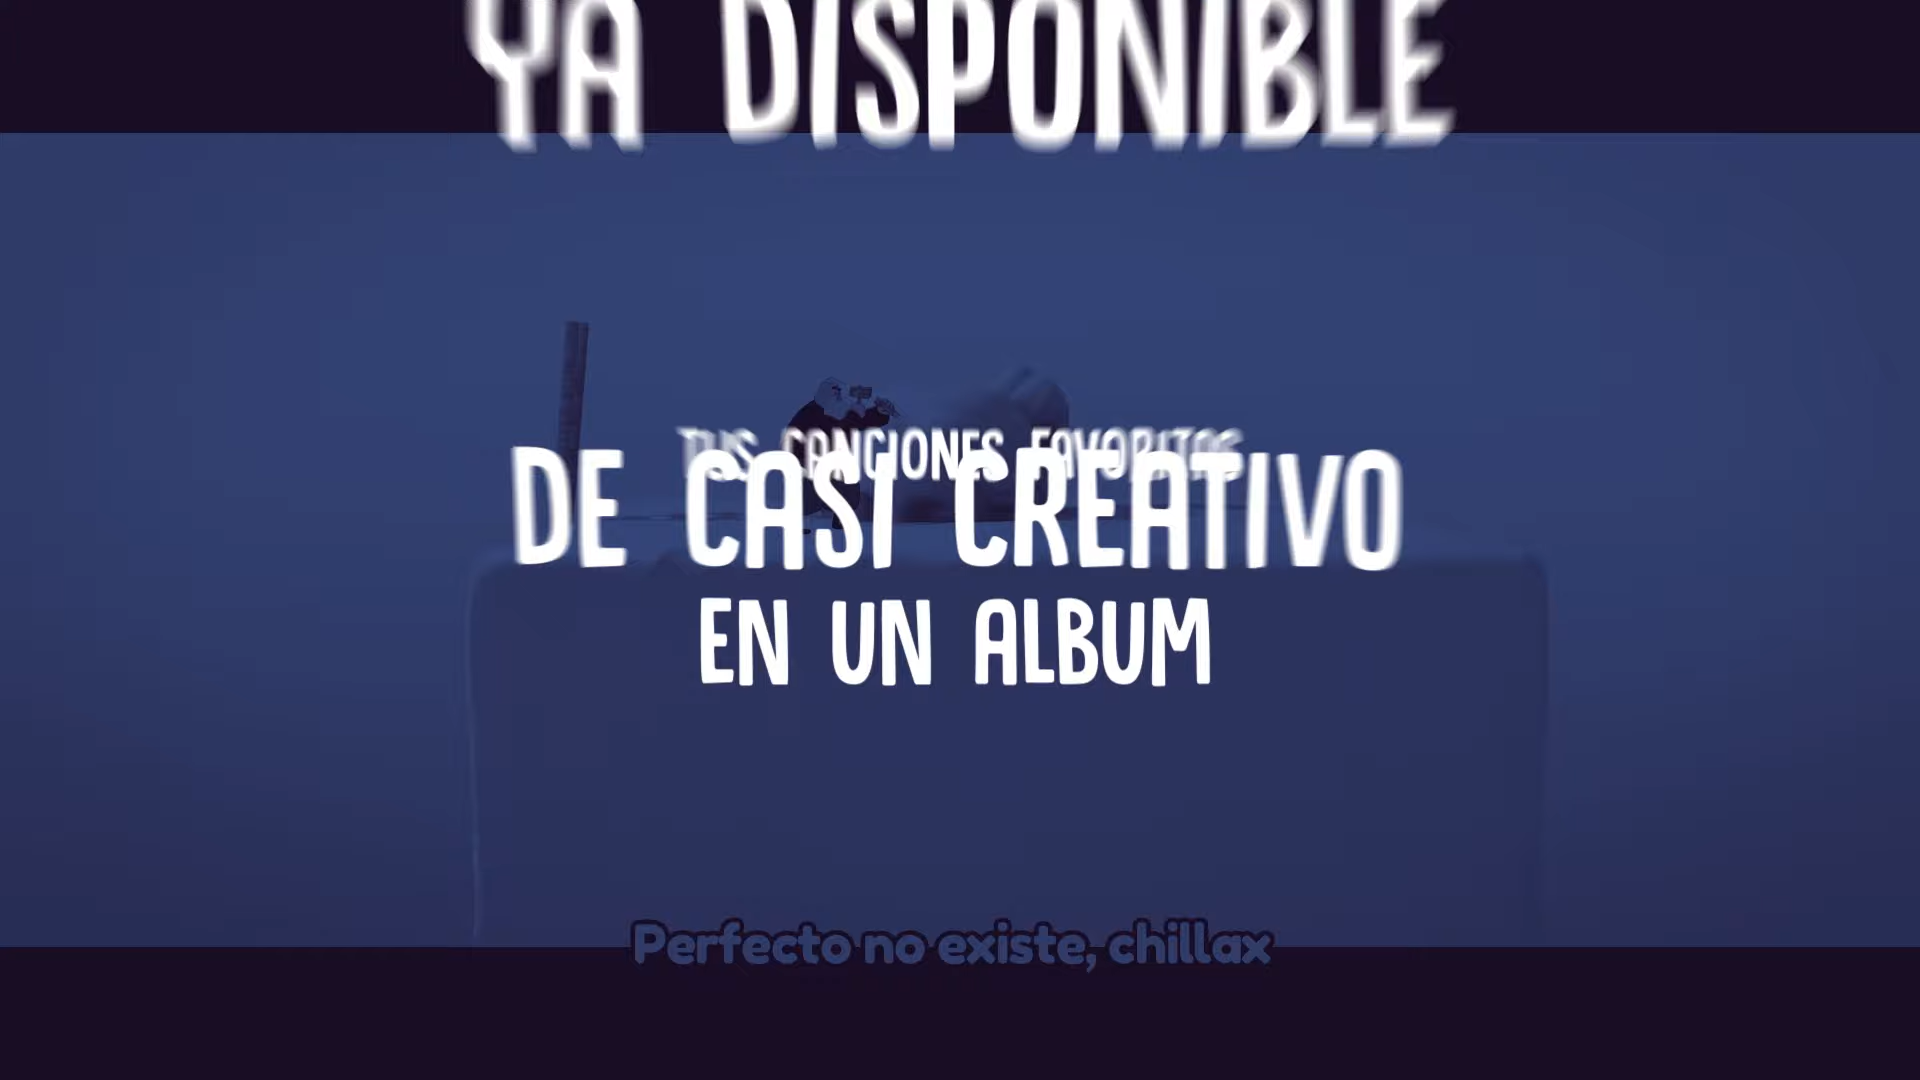 YA DISPONIBLE
TUS CANCIONES FAVORITAS
DE CASI CREATIVO
EN UN ALBUM
Perfecto no existe, chillax